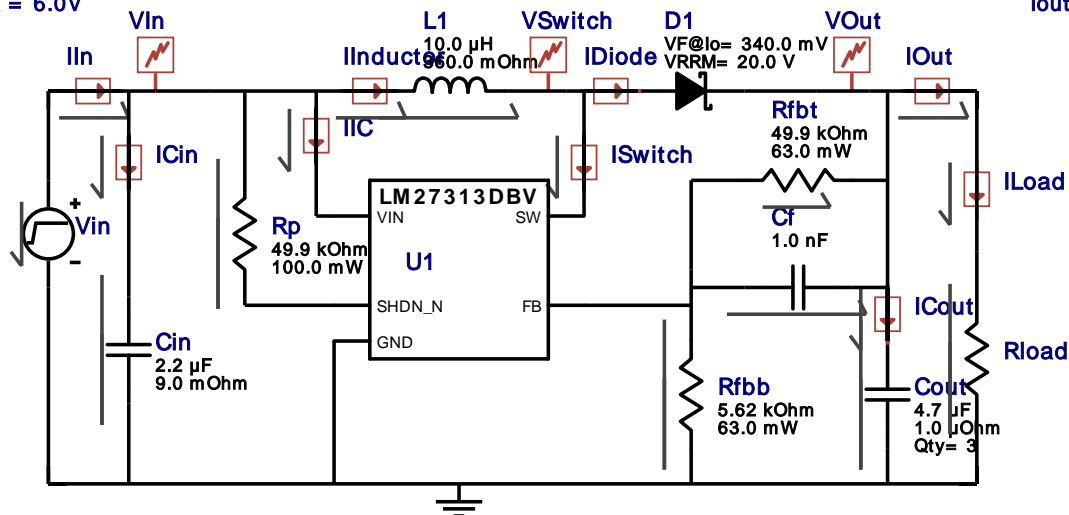 = 6.0V
Iout
VIn
L1
VSwitch
D1
VOut
10.0 µH
VF@Io= 340.0 mV
IIn
IInductor
360.0 mOhm
IDiode
VRRM= 20.0 V
IOut
Rfbt
49.9 kOhm
63.0 mW
IIC
ICin
ISwitch
ILoad
LM27313DBV
VIN
SW
Cf
1.0 nF
+
Vin
-
Rp
49.9 kOhm
100.0 mW
U1
SHDN_N
FB
ICout
GND
Cin
2.2 µF
9.0 mOhm
Rload
Rfbb
5.62 kOhm
63.0 mW
Cout
4.7 µF
1.0 µOhm
Qty= 3